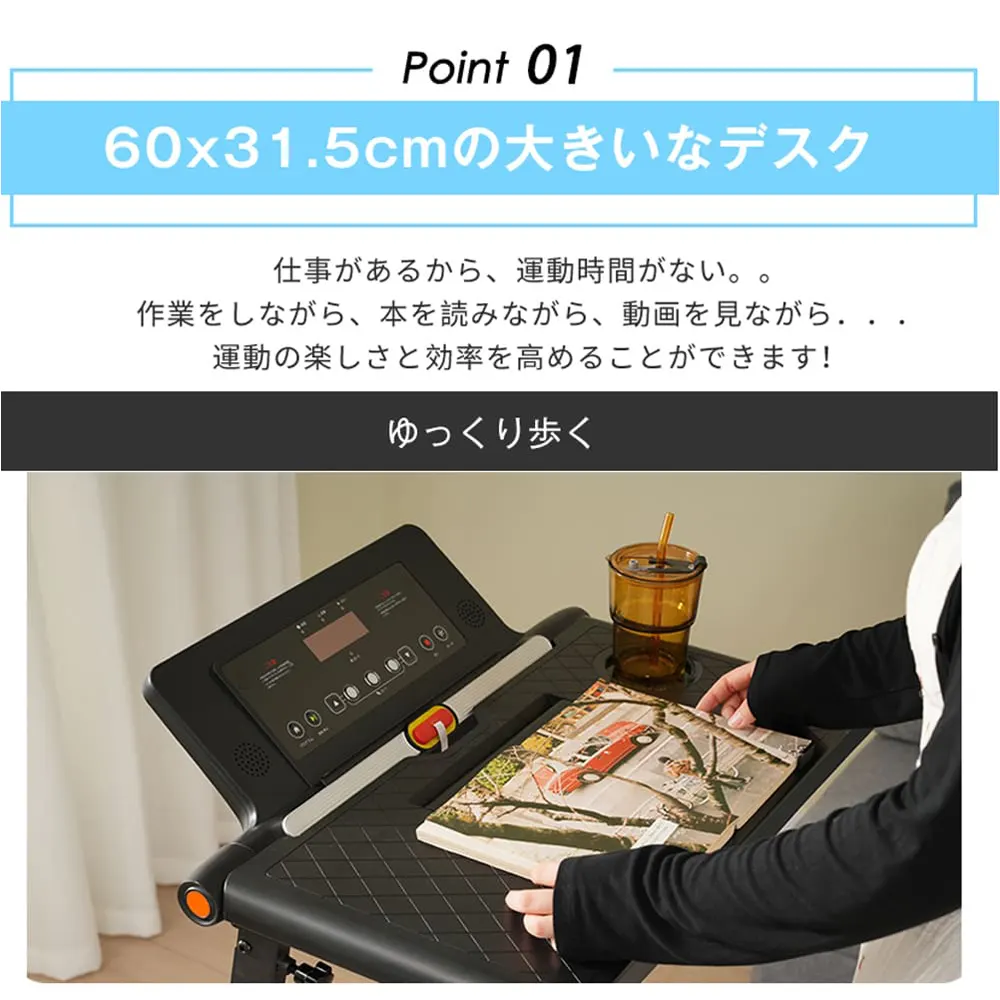 Point 01
60x31.5cmの大きいなデスク
仕事があるから、運動時間がない。。
作業をしながら、本を読みながら、動画を見ながら．．．
運動の楽しさと効率を高めることができます!
ゆっくり歩く